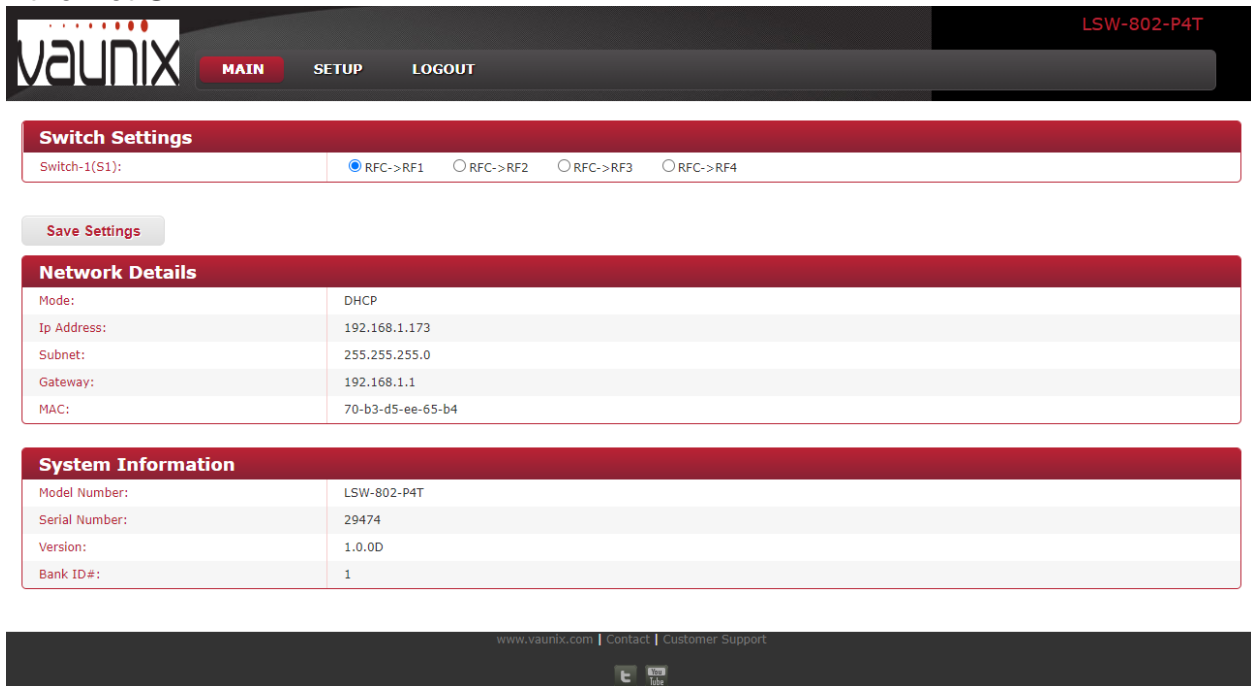 LSW-802-P4T
vaunix
MAIN SETUP LOGOUT
Switch Settings
Switch-1(S1): RFC->RF1 RFC->RF2 RFC->RF3 RFC->RF4
Save Settings
Network Details
Mode: DHCP
Ip Address: 192.168.1.173
Subnet: 255.255.255.0
Gateway: 192.168.1.1
MAC: 70-b3-d5-ee-65-b4
System Information
Model Number: LSW-802-P4T
Serial Number: 29474
Version: 1.0.0D
Bank ID#: 1
www.vaunix.com | Contact | Customer Support
t You
Tube